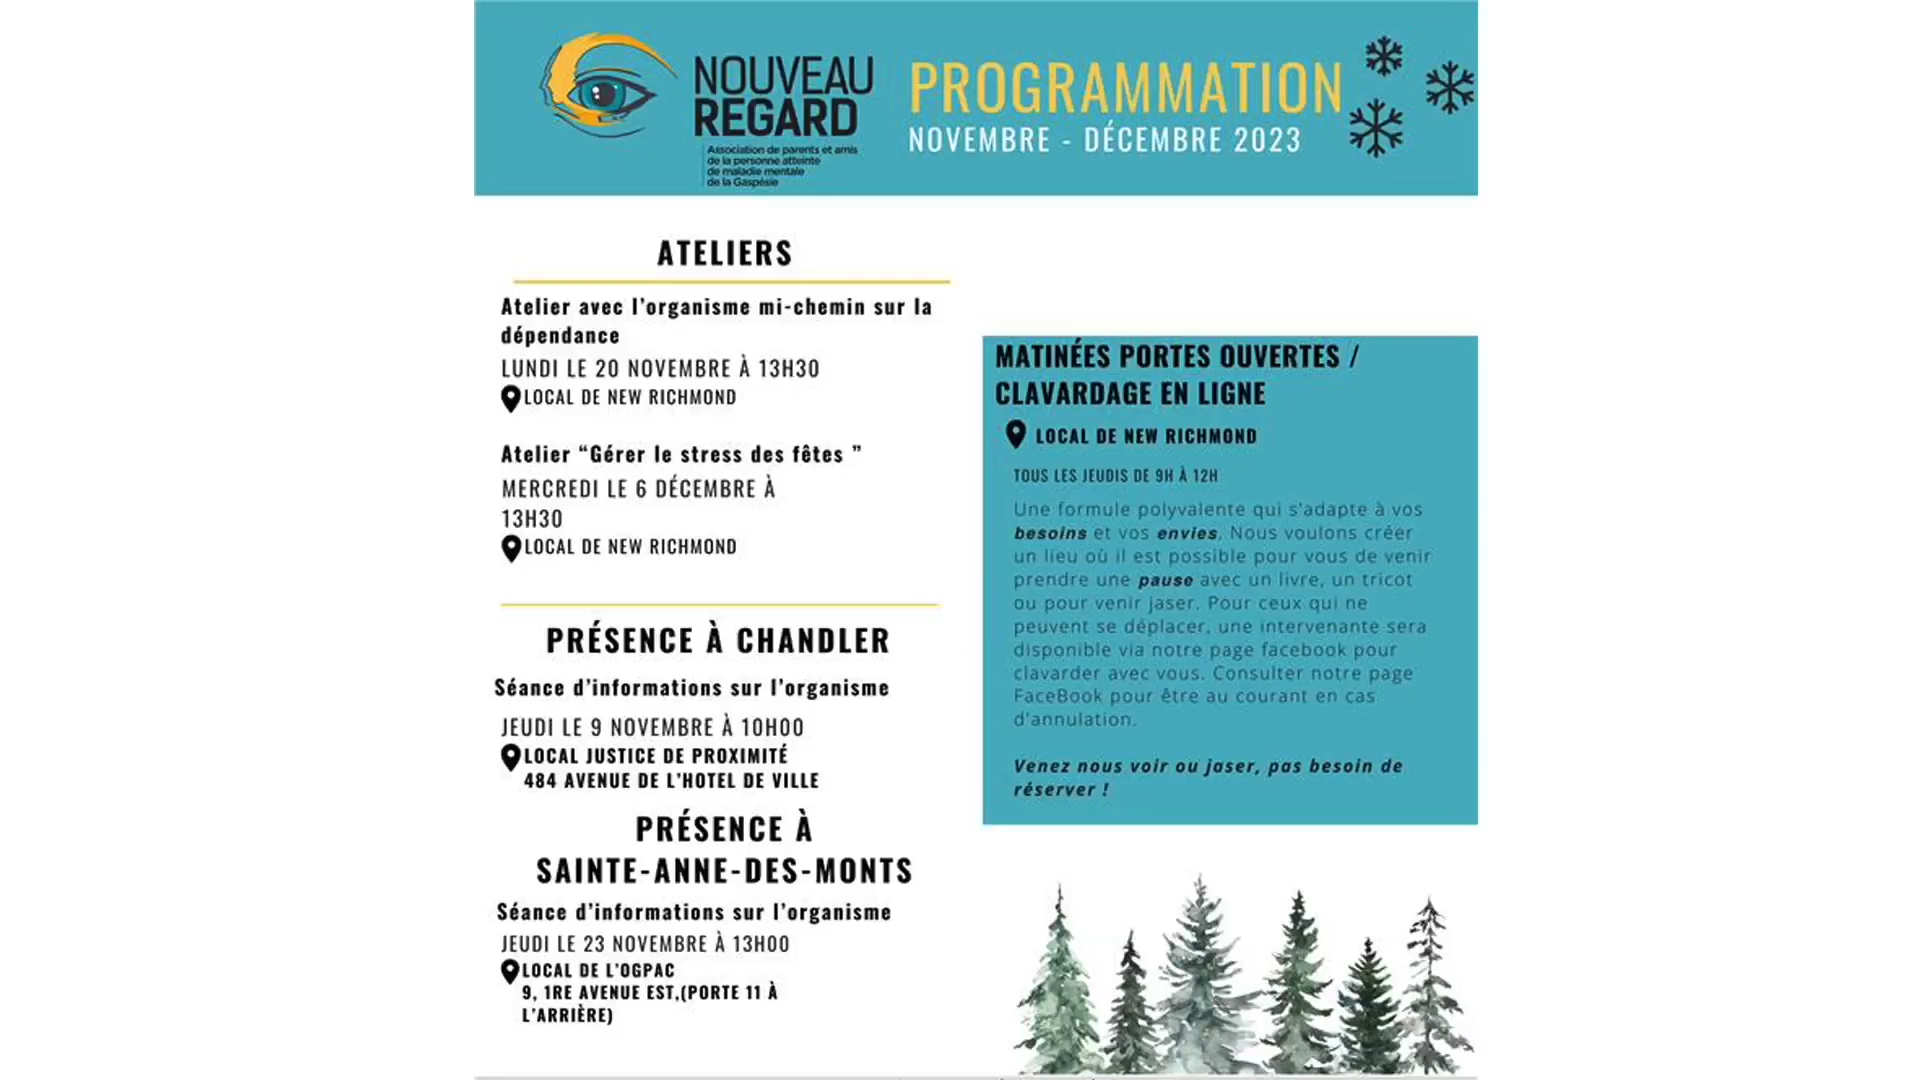 NOUVEAU
REGARD
Association de parents et amis
de la personne atteinte
de maladie mentale
de la Gaspésie
PROGRAMMATION
NOVEMBRE - DÉCEMBRE 2023
ATELIERS
Atelier avec l'organisme mi-chemin sur la
dépendance
LUNDI LE 20 NOVEMBRE À 13H30
LOCAL DE NEW RICHMOND
Atelier “Gérer le stress des fêtes ”
MERCREDI LE 6 DÉCEMBRE À
13H30
LOCAL DE NEW RICHMOND
PRÉSENCE À CHANDLER
Séance d'informations sur l'organisme
JEUDI LE 9 NOVEMBRE À 10H00
LOCAL JUSTICE DE PROXIMITÉ
484 AVENUE DE L'HOTEL DE VILLE
PRÉSENCE À
SAINTE-ANNE-DES-MONTS
Séance d'informations sur l'organisme
JEUDI LE 23 NOVEMBRE À 13H00
LOCAL DE L'OGPAC
9, 1RE AVENUE EST,(PORTE 11 À
L'ARRIÈRE)
MATINÉES PORTES OUVERTES /
CLAVARDAGE EN LIGNE
LOCAL DE NEW RICHMOND
TOUS LES JEUDIS DE 9H À 12H
Une formule polyvalente qui s'adapte à vos
besoins et vos envies. Nous voulons créer
un lieu où il est possible pour vous de venir
prendre une pause avec un livre, un tricot
ou pour venir jaser. Pour ceux qui ne
peuvent se déplacer, une intervenante sera
disponible via notre page facebook pour
clavarder avec vous. Consulter notre page
FaceBook pour être au courant en cas
d'annulation.
Venez nous voir ou jaser, pas besoin de
réserver !